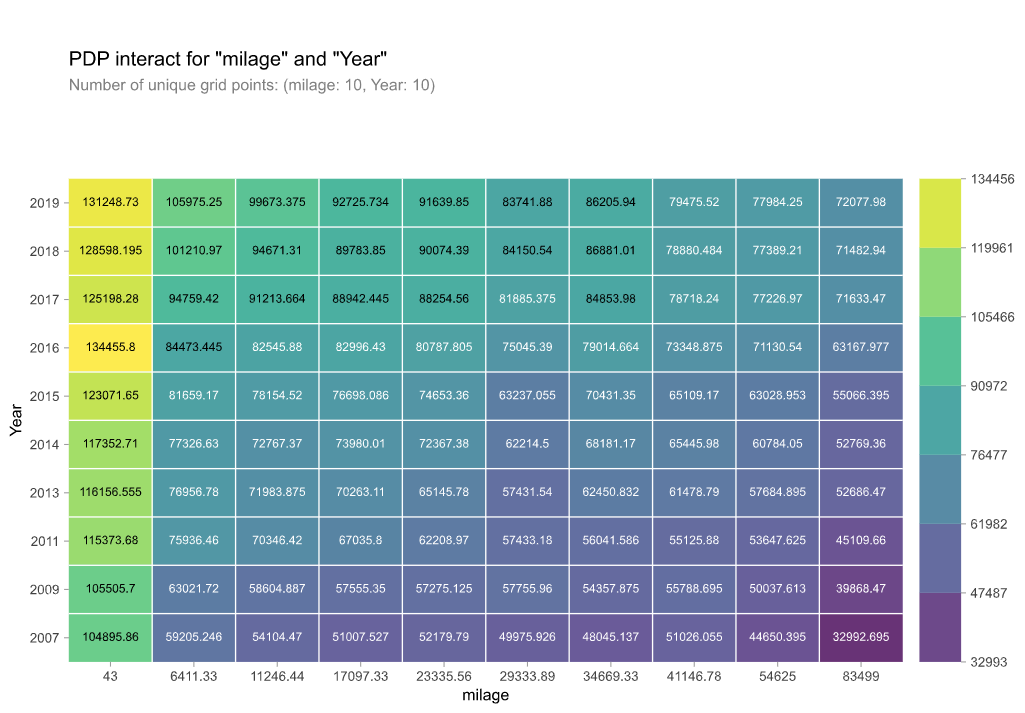 PDP interact for "milage" and "Year"
Number of unique grid points: (milage: 10, Year: 10)
2019 131248.73 105975.25 99673.375 92725.734 91639.85 83741.88 86205.94 79475.52 77984.25 72077.98 134456
2018 128598.195 101210.97 94671.31 89783.85 90074.39 84150.54 86881.01 78880.484 77389.21 71482.94 119961
2017 125198.28 94759.42 91213.664 88942.445 88254.56 81885.375 84853.98 78718.24 77226.97 71633.47 105466
2016 134455.8 84473.445 82545.88 82996.43 80787.805 75045.39 79014.664 73348.875 71130.54 63167.977
2015 123071.65 81659.17 78154.52 76698.086 74653.36 63237.055 70431.35 65109.17 63028.953 55066.395 90972
Year
2014 117352.71 77326.63 72767.37 73980.01 72367.38 62214.5 68181.17 65445.98 60784.05 52769.36 76477
2013 116156.555 76956.78 71983.875 70263.11 65145.78 57431.54 62450.832 61478.79 57684.895 52686.47
2011 115373.68 75936.46 70346.42 67035.8 62208.97 57433.18 56041.586 55125.88 53647.625 45109.66 61982
2009 105505.7 63021.72 58604.887 57555.35 57275.125 57755.96 54357.875 55788.695 50037.613 39868.47 47487
2007 104895.86 59205.246 54104.47 51007.527 52179.79 49975.926 48045.137 51026.055 44650.395 32992.695 32993
43 6411.33 11246.44 17097.33 23335.56 29333.89 34669.33 41146.78 54625 83499
milage